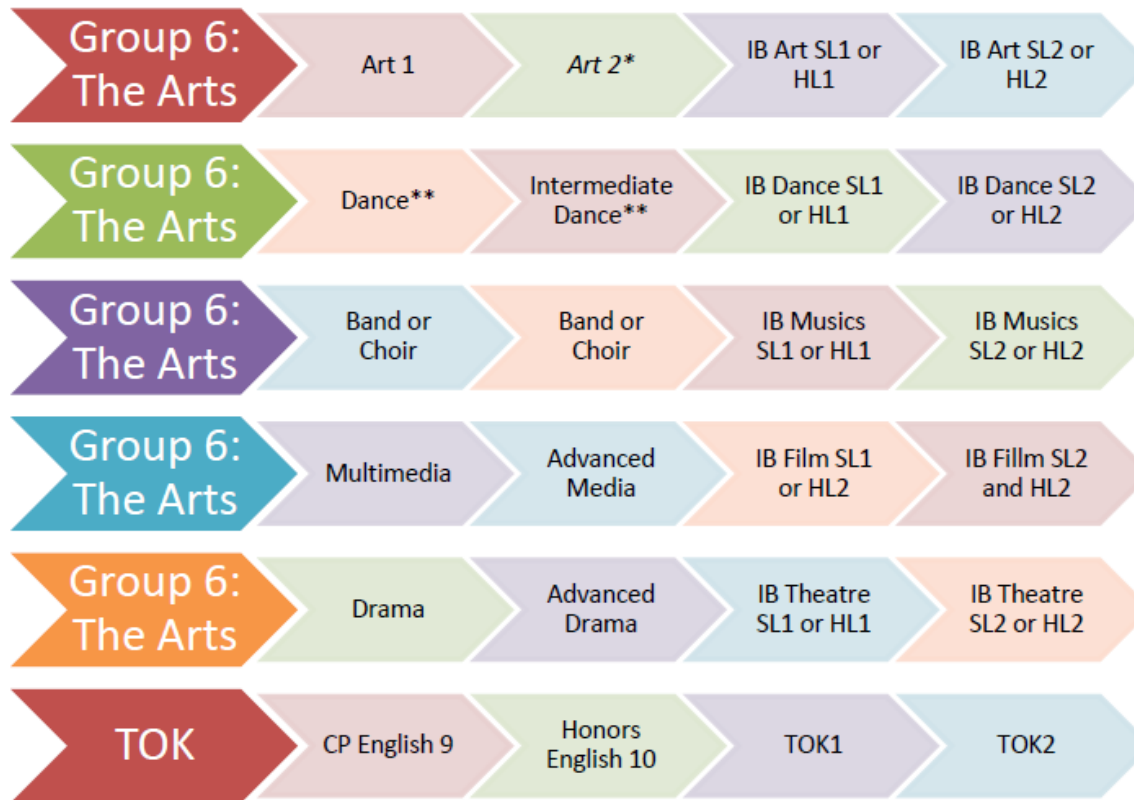 Group 6:
The Arts
Art 1
Art 2*
IB Art SL1 or
HL1
IB Art SL2 or
HL2
Group 6:
The Arts
Dance**
Intermediate
Dance**
IB Dance SL1
or HL1
IB Dance SL2
or HL2
Group 6:
The Arts
Band or
Choir
Band or
Choir
IB Musics
SL1 or HL1
IB Musics
SL2 or HL2
Group 6:
The Arts
Multimedia
Advanced
Media
IB Film SL1
or HL2
IB Fillm SL2
and HL2
Group 6:
The Arts
Drama
Advanced
Drama
IB Theatre
SL1 or HL1
IB Theatre
SL2 or HL2
TOK
CP English 9
Honors
English 10
TOK1
TOK2